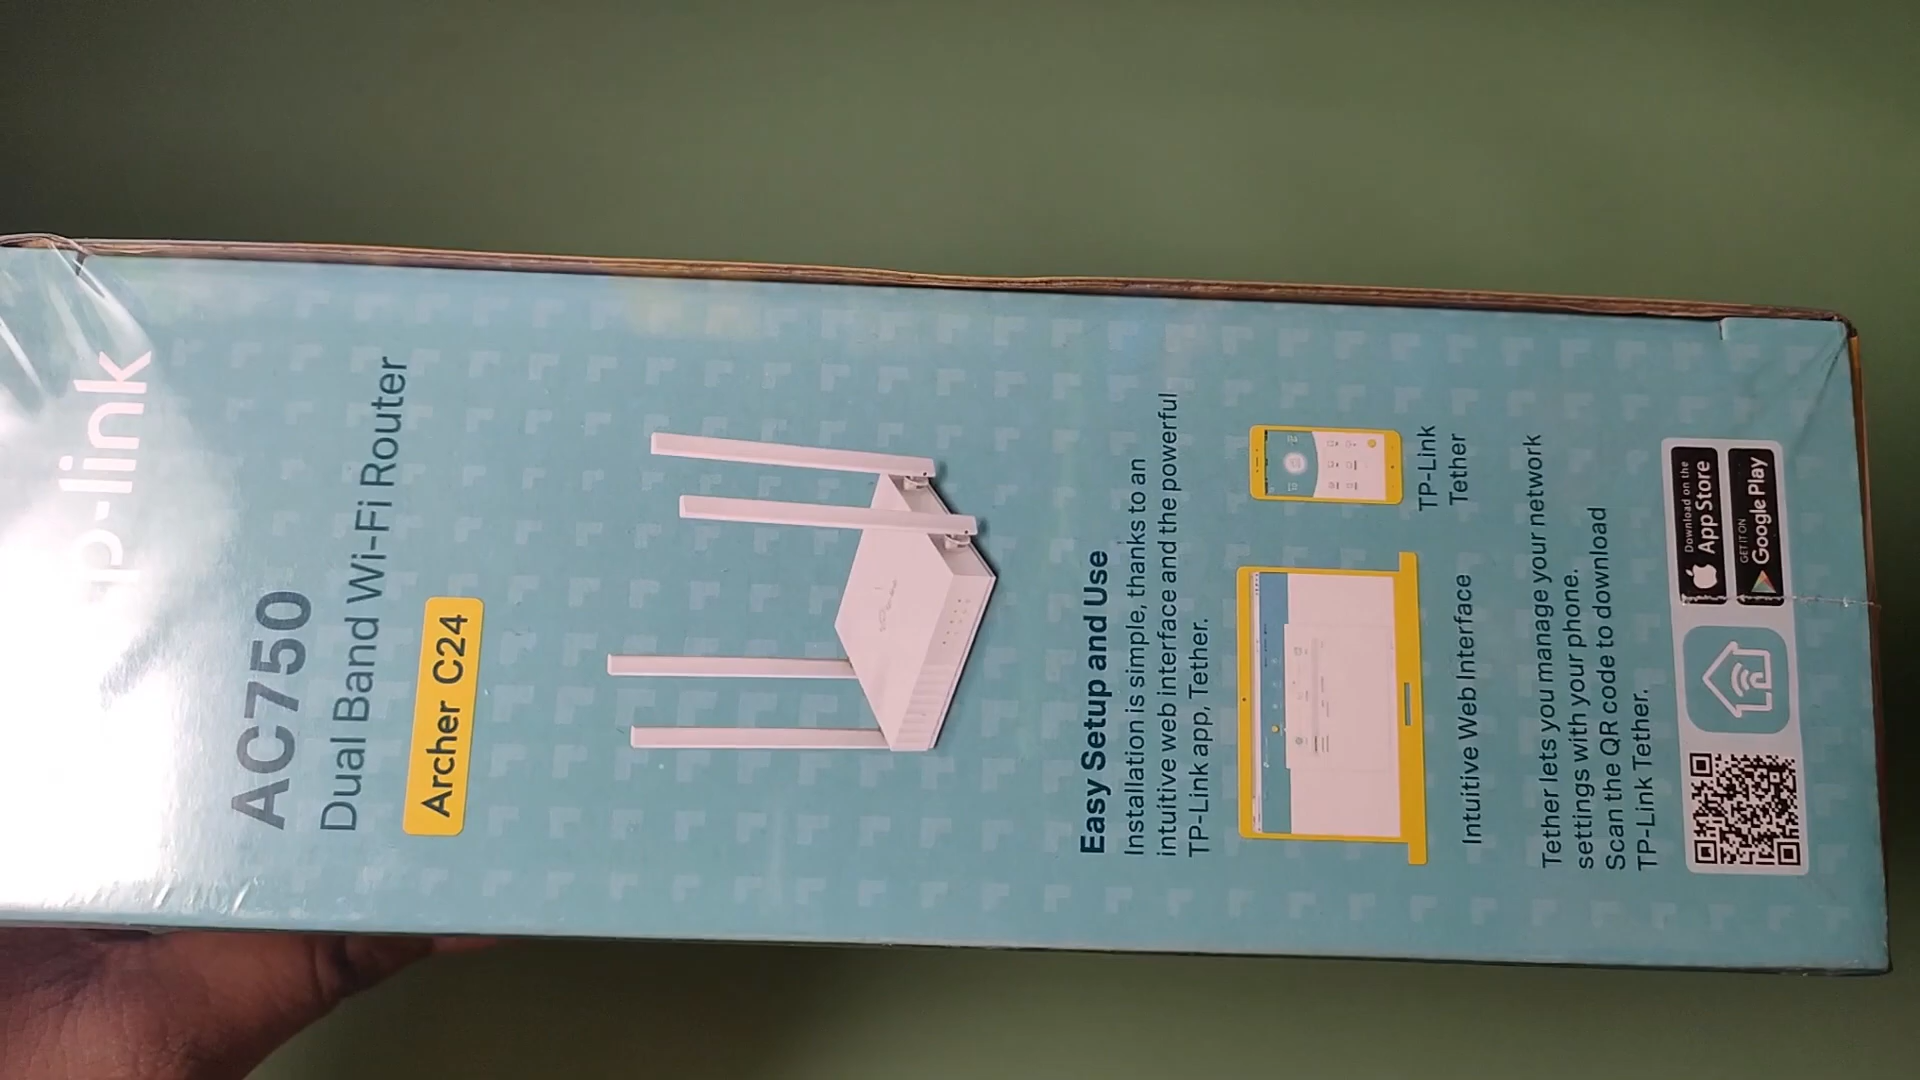 tp-link
AC750
Dual Band Wi-Fi Router
Archer C24
Easy Setup and Use
Installation is simple, thanks to an
intuitive web interface and the powerful
TP-Link app, Tether.
Intuitive Web Interface
TP-Link
Tether
Tether lets you manage your network
settings with your phone.
Scan the QR code to download
TP-Link Tether.
Download on the
App Store
GET IT ON
Google Play